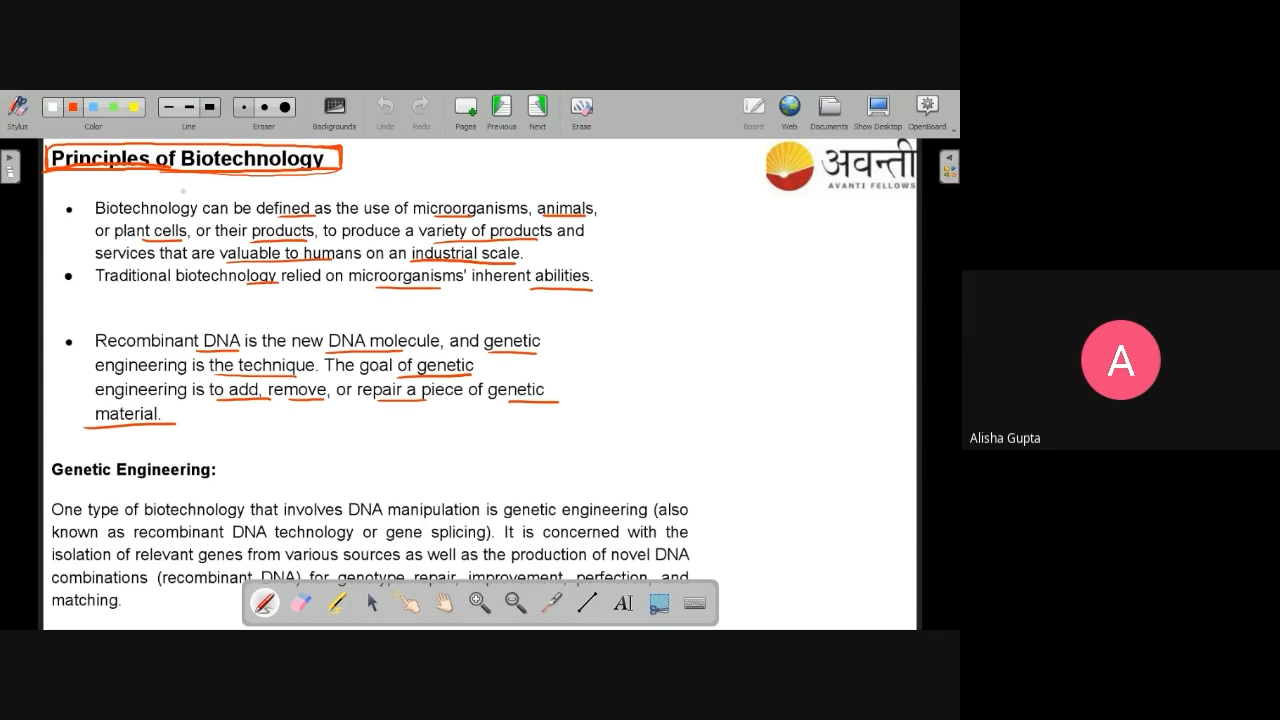 Stylus
Color
Line
Eraser
Backgrounds
Undo
Redo
Pages
Previous
Next
Erase
Board
Web
Documents
Show Desktop
OpenBoard
Principles of Biotechnology
अवन्ती
AVANTI FELLOWS
• Biotechnology can be defined as the use of microorganisms, animals,
or plant cells, or their products, to produce a variety of products and
services that are valuable to humans on an industrial scale.
• Traditional biotechnology relied on microorganisms' inherent abilities.
• Recombinant DNA is the new DNA molecule, and genetic
engineering is the technique. The goal of genetic
engineering is to add, remove, or repair a piece of genetic
material.
Genetic Engineering:
One type of biotechnology that involves DNA manipulation is genetic engineering (also
known as recombinant DNA technology or gene splicing). It is concerned with the
isolation of relevant genes from various sources as well as the production of novel DNA
combinations (recombinant DNA) for genotype repair, improvement, perfection, and
matching.
AI
A
Alisha Gupta